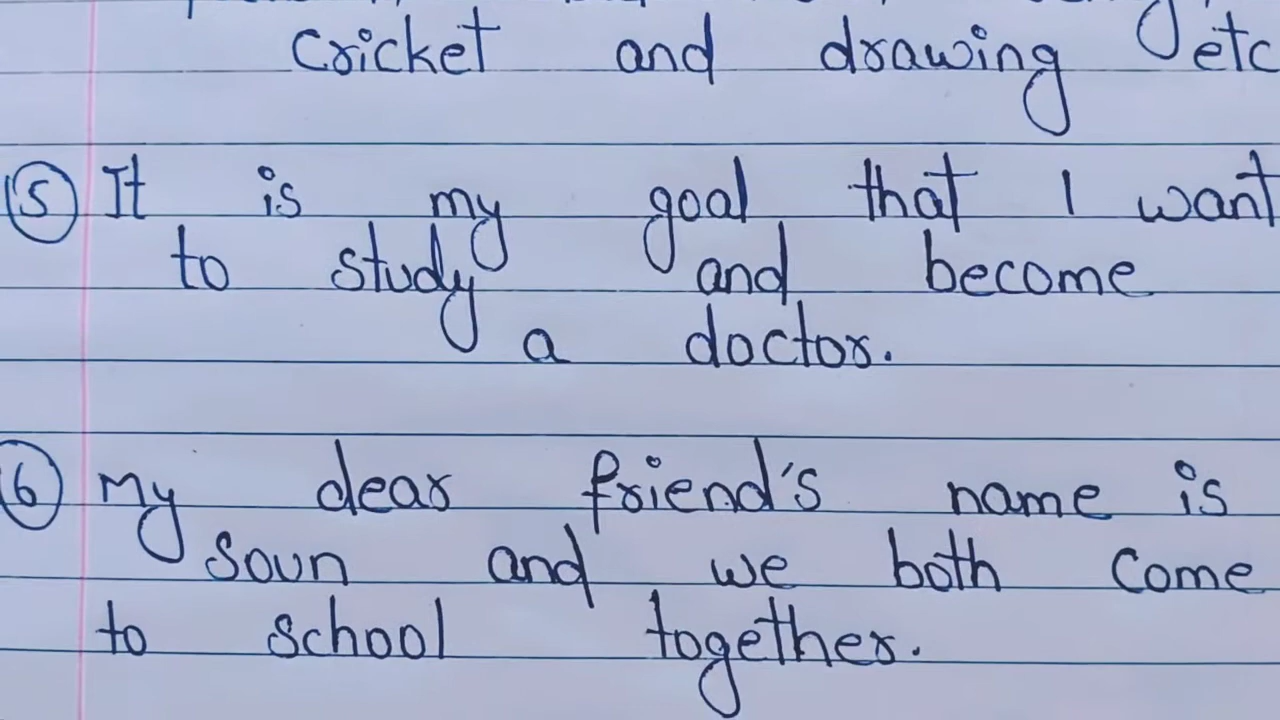 cricket and drawing etc
5 It is my goal that I want
to study and become
a doctor.
6 My dear friend's name is
Soun and we both come
to school together.